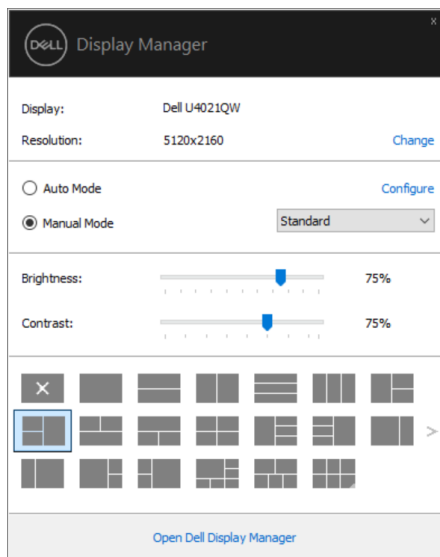 x
DELL Display Manager
Display: Dell U4021QW
Resolution: 5120x2160 Change
Auto Mode Configure
Manual Mode Standard
Brightness: 75%
Contrast: 75%
Open Dell Display Manager